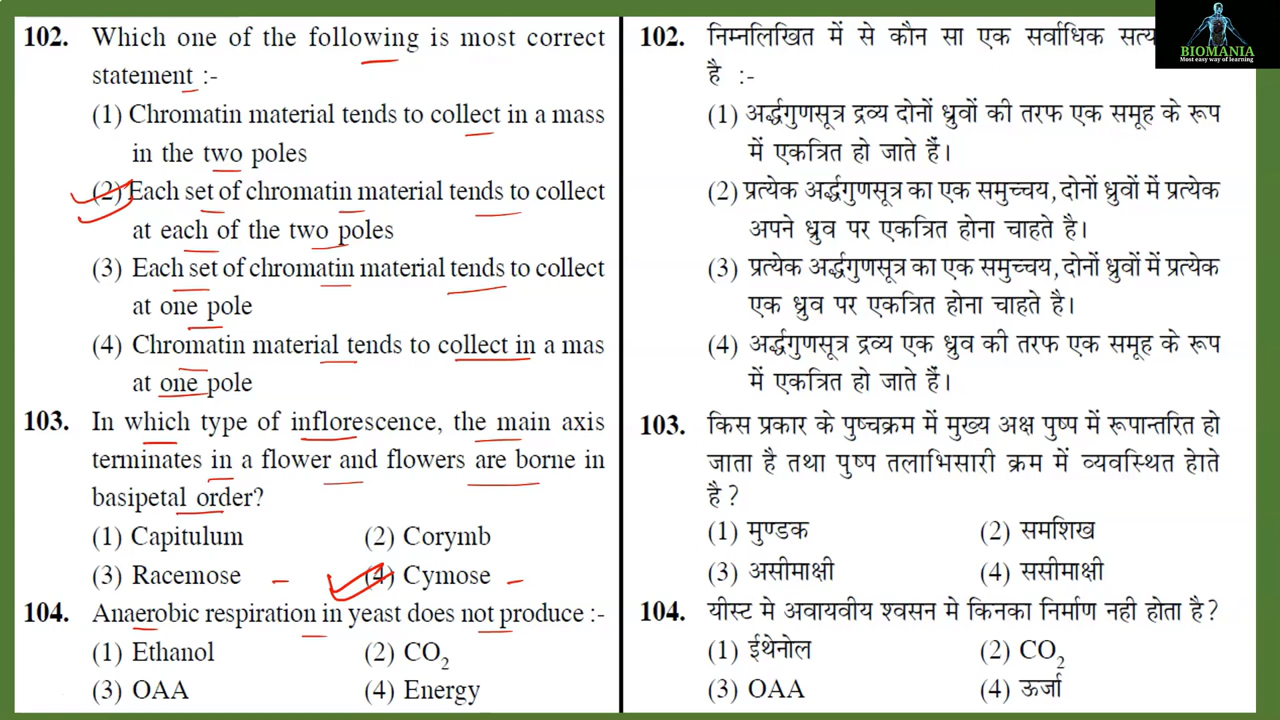 102. Which one of the following is most correct
statement :-
(1) Chromatin material tends to collect in a mass
in the two poles
(2) Each set of chromatin material tends to collect
at each of the two poles
(3) Each set of chromatin material tends to collect
at one pole
(4) Chromatin material tends to collect in a mas
at one pole
103. In which type of inflorescence, the main axis
terminates in a flower and flowers are borne in
basipetal order?
(1) Capitulum (2) Corymb
(3) Racemose (4) Cymose
104. Anaerobic respiration in yeast does not produce :-
(1) Ethanol (2) CO₂
(3) OAA (4) Energy
102. निम्नलिखित में से कौन सा एक सर्वाधिक सत्य
है :-
(1) अर्द्धगुणसूत्र द्रव्य दोनों ध्रुवों की तरफ एक समूह के रूप
में एकत्रित हो जाते हैं।
(2) प्रत्येक अर्द्धगुणसूत्र का एक समुच्चय, दोनों ध्रुवों में प्रत्येक
अपने ध्रुव पर एकत्रित होना चाहते है।
(3) प्रत्येक अर्द्धगुणसूत्र का एक समुच्चय, दोनों ध्रुवों में प्रत्येक
एक ध्रुव पर एकत्रित होना चाहते है।
(4) अर्द्धगुणसूत्र द्रव्य एक ध्रुव की तरफ एक समूह के रूप
में एकत्रित हो जाते हैं।
103. किस प्रकार के पुष्पक्रम में मुख्य अक्ष पुष्प में रूपान्तरित हो
जाता है तथा पुष्प तलाभिसारी क्रम में व्यवस्थित होते
है ?
(1) मुण्डक (2) समशिख
(3) असीमाक्षी (4) ससीमाक्षी
104. यीस्ट मे अवायवीय श्वसन मे किनका निर्माण नही होता है ?
(1) ईथेनोल (2) CO₂
(3) OAA (4) ऊर्जा
BIOMANIA
Most easy way of learning